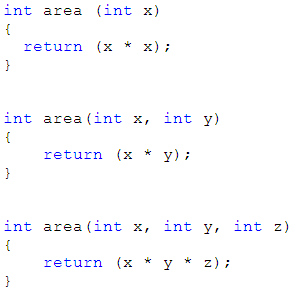 int area (int x)
{
  return (x * x);
}

int area(int x, int y)
{
    return (x * y);
}

int area(int x, int y, int z)
{
    return (x * y * z);
}